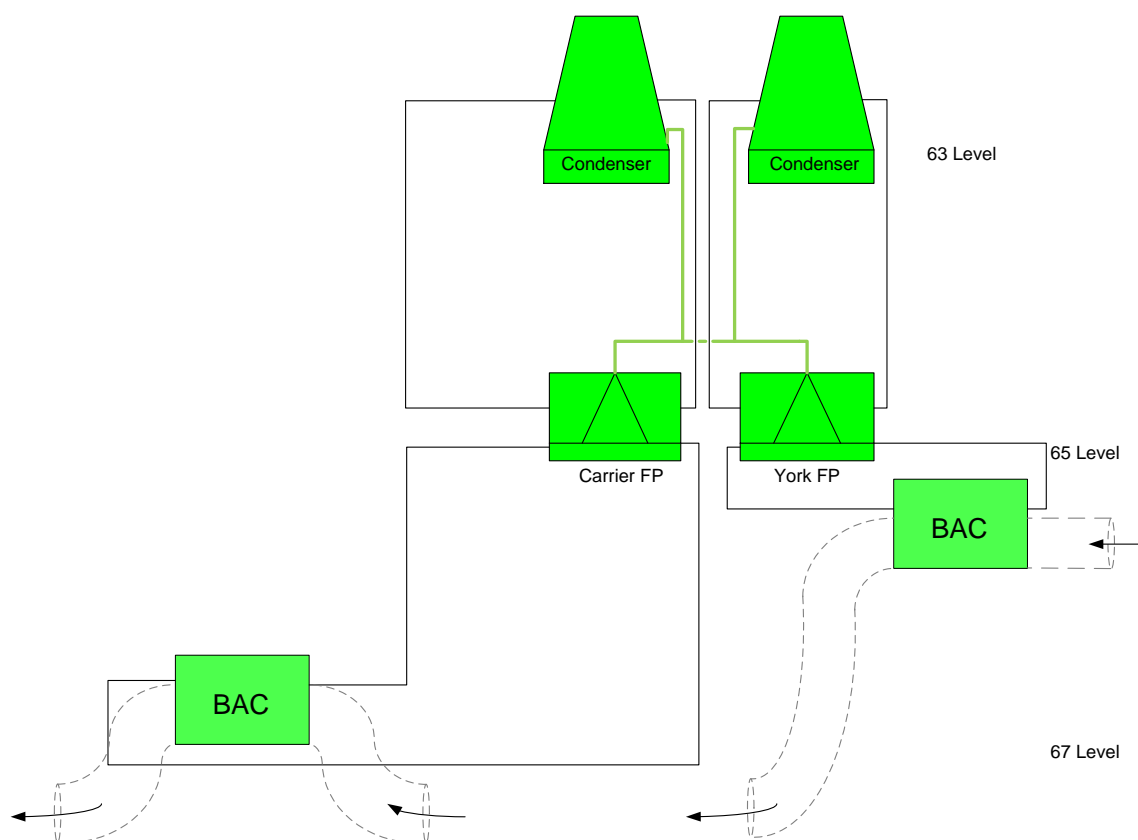 Condenser
Condenser
63 Level
Carrier FP
York FP
65 Level
BAC
BAC
67 Level